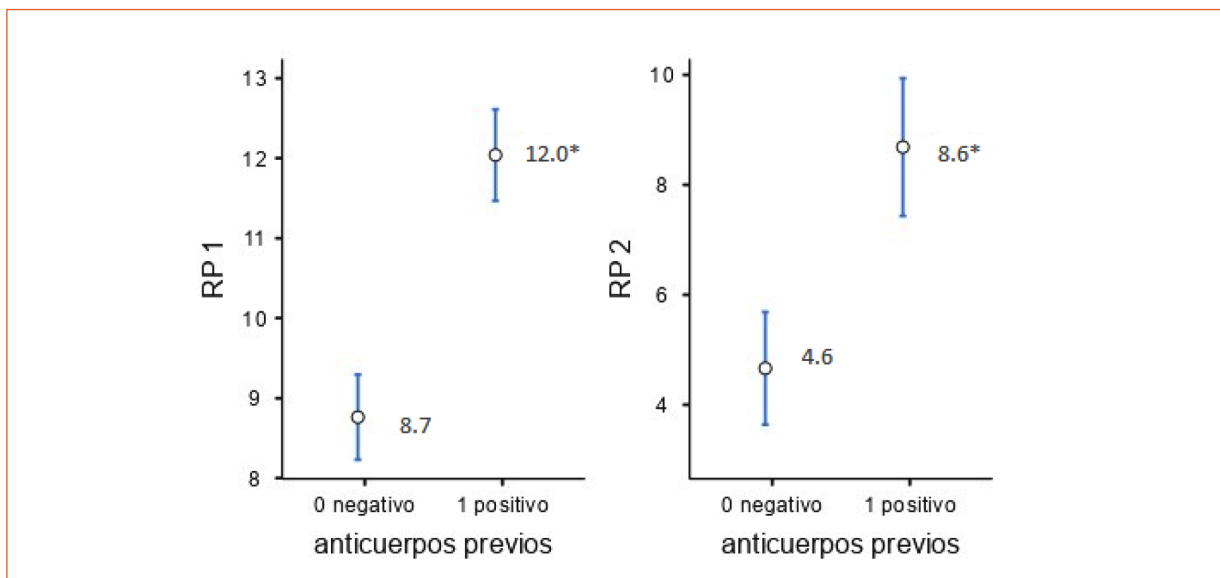 RP 1
13
12
11
10
9
8
12.0*
8.7
0 negativo 1 positivo
anticuerpos previos
RP 2
10
8
6
4
8.6*
4.6
0 negativo 1 positivo
anticuerpos previos